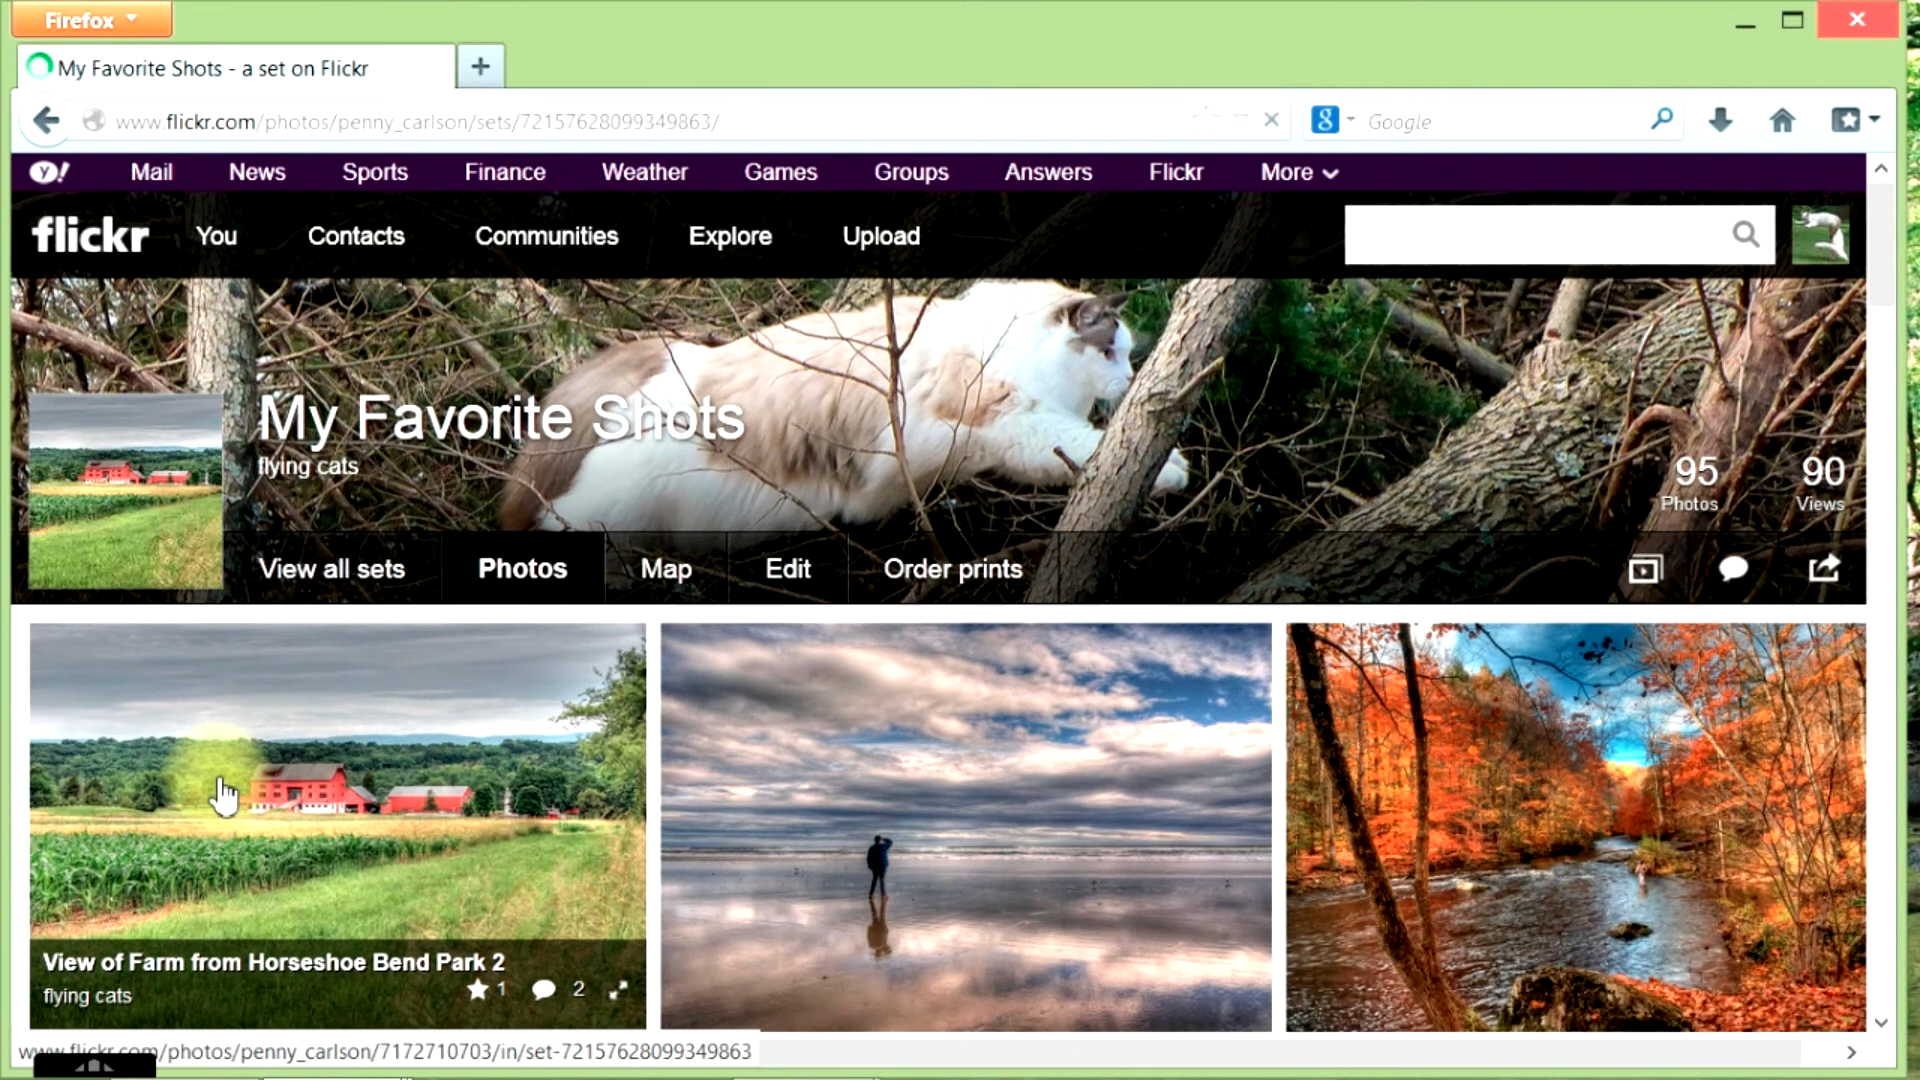 Firefox
My Favorite Shots - a set on Flickr
www.flickr.com/photos/penny_carlson/sets/72157628099349863/
Google
Y! Mail News Sports Finance Weather Games Groups Answers Flickr More
flickr You Contacts Communities Explore Upload
My Favorite Shots
flying cats
95 90
Photos Views
View all sets Photos Map Edit Order prints
View of Farm from Horseshoe Bend Park 2
flying cats 1 2
www.flickr.com/photos/penny_carlson/7172710703/in/set-72157628099349863